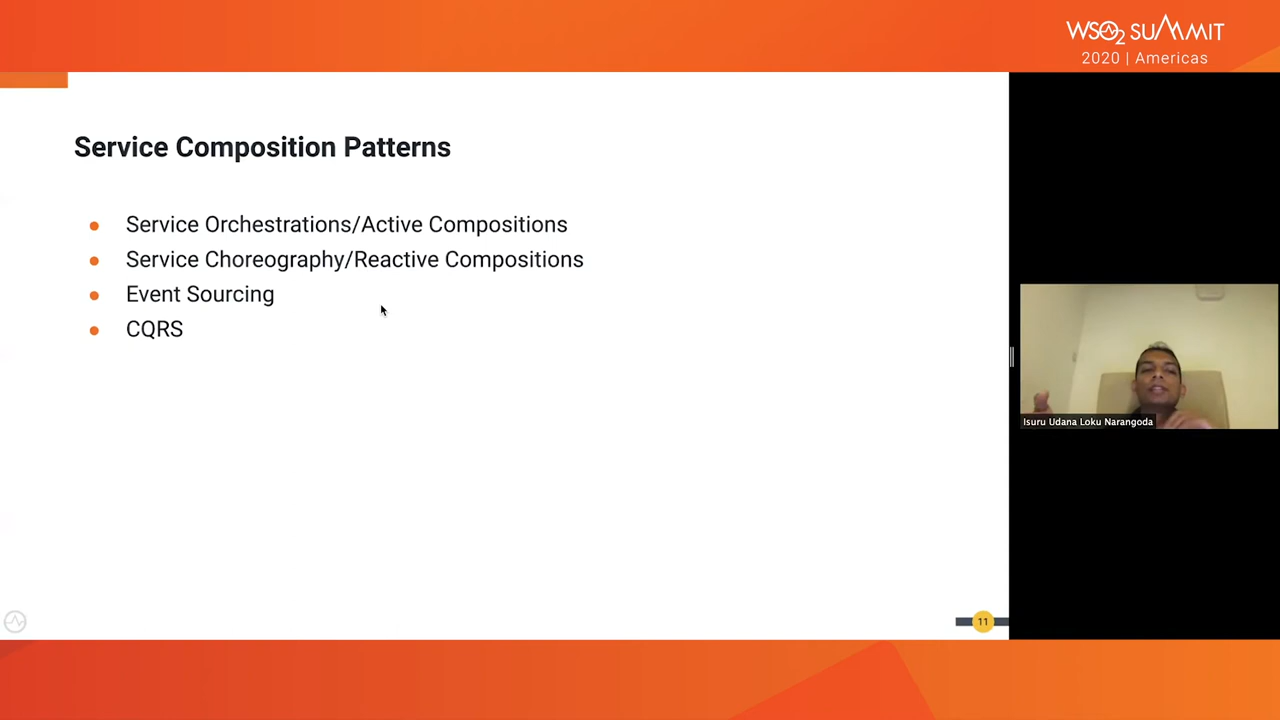 WSO2 SUMMIT
2020 | Americas
Service Composition Patterns
● Service Orchestrations/Active Compositions
● Service Choreography/Reactive Compositions
● Event Sourcing
● CQRS
Isuru Udana Loku Narangoda
11